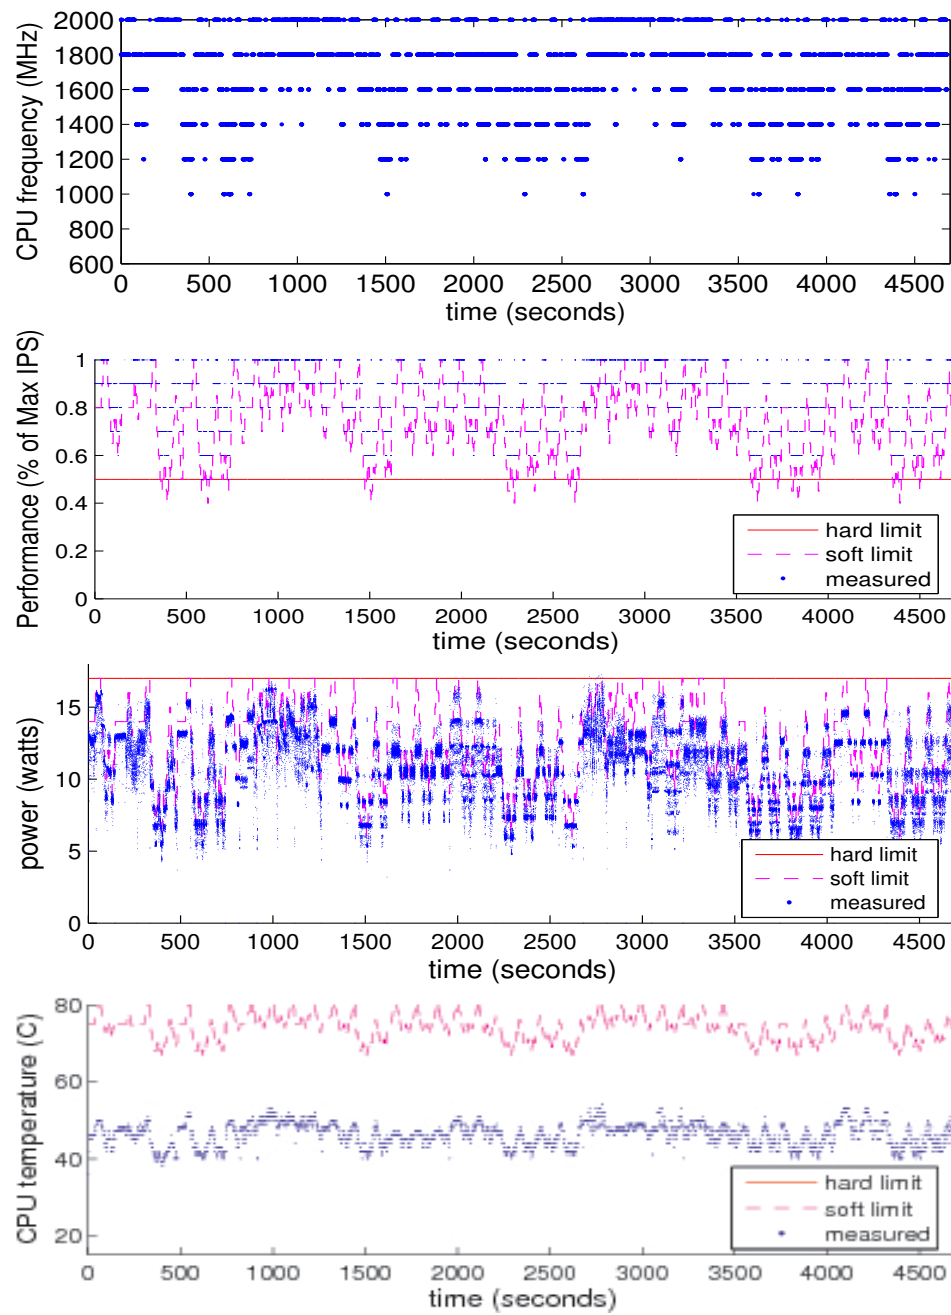 CPU frequency (MHz)
2000
1800
1600
1400
1200
1000
800
600
0 500 1000 1500 2000 2500 3000 3500 4000 4500
time (seconds)
Performance (% of Max IPS)
1
0.8
0.6
0.4
0.2
0
0 500 1000 1500 2000 2500 3000 3500 4000 4500
time (seconds)
hard limit
soft limit
measured
power (watts)
15
10
5
0
0 500 1000 1500 2000 2500 3000 3500 4000 4500
time (seconds)
hard limit
soft limit
measured
CPU temperature (C)
80
60
40
20
0 500 1000 1500 2000 2500 3000 3500 4000 4500
time (seconds)
hard limit
soft limit
measured